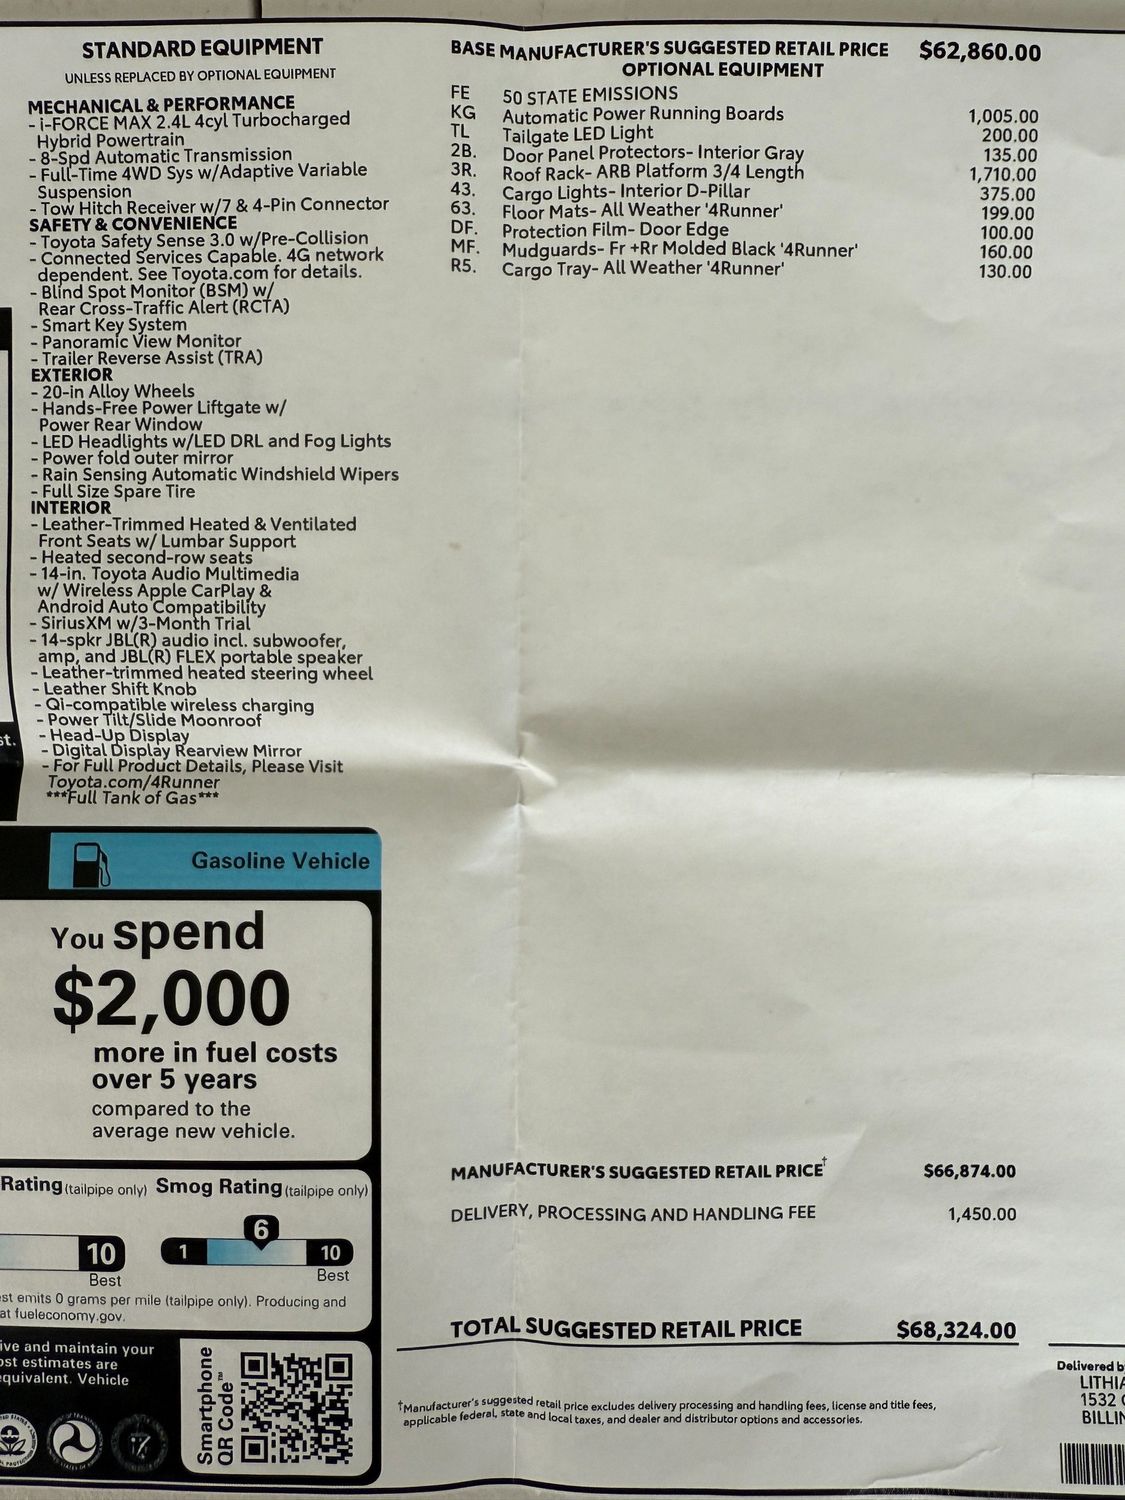 STANDARD EQUIPMENT
UNLESS REPLACED BY OPTIONAL EQUIPMENT
MECHANICAL & PERFORMANCE
- i-FORCE MAX 2.4L 4cyl Turbocharged
Hybrid Powertrain
- 8-Spd Automatic Transmission
- Full-Time 4WD Sys w/Adaptive Variable
Suspension
- Tow Hitch Receiver w/7 & 4-Pin Connector
SAFETY & CONVENIENCE
- Toyota Safety Sense 3.0 w/Pre-Collision
- Connected Services Capable. 4G network
dependent. See Toyota.com for details.
- Blind Spot Monitor (BSM) w/
Rear Cross-Traffic Alert (RCTA)
- Smart Key System
- Panoramic View Monitor
- Trailer Reverse Assist (TRA)
EXTERIOR
- 20-in Alloy Wheels
- Hands-Free Power Liftgate w/
Power Rear Window
- LED Headlights w/LED DRL and Fog Lights
- Power fold outer mirror
- Rain Sensing Automatic Windshield Wipers
- Full Size Spare Tire
INTERIOR
- Leather-Trimmed Heated & Ventilated
Front Seats w/ Lumbar Support
- Heated second-row seats
- 14-in. Toyota Audio Multimedia
w/ Wireless Apple CarPlay &
Android Auto Compatibility
- SiriusXM w/3-Month Trial
- 14-spkr JBL(R) audio incl. subwoofer,
amp, and JBL(R) FLEX portable speaker
- Leather-trimmed heated steering wheel
- Leather Shift Knob
- Qi-compatible wireless charging
- Power Tilt/Slide Moonroof
- Head-Up Display
- Digital Display Rearview Mirror
- For Full Product Details, Please Visit
Toyota.com/4Runner
***Full Tank of Gas***
BASE MANUFACTURER'S SUGGESTED RETAIL PRICE $62,860.00
OPTIONAL EQUIPMENT
FE 50 STATE EMISSIONS
KG Automatic Power Running Boards 1,005.00
TL Tailgate LED Light 200.00
2B. Door Panel Protectors- Interior Gray 135.00
3R. Roof Rack- ARB Platform 3/4 Length 1,710.00
43. Cargo Lights- Interior D-Pillar 375.00
63. Floor Mats- All Weather '4Runner' 199.00
DF. Protection Film- Door Edge 100.00
MF. Mudguards- Fr +Rr Molded Black '4Runner' 160.00
R5. Cargo Tray- All Weather '4Runner' 130.00
st.
Gasoline Vehicle
You spend
$2,000
more in fuel costs
over 5 years
compared to the
average new vehicle.
Rating (tailpipe only) Smog Rating (tailpipe only)
6
10 1 10
Best Best
st emits 0 grams per mile (tailpipe only). Producing and
at fueleconomy.gov.
ive and maintain your
ost estimates are
equivalent. Vehicle
Smartphone
QR Code™
MANUFACTURER'S SUGGESTED RETAIL PRICE† $66,874.00
DELIVERY, PROCESSING AND HANDLING FEE 1,450.00
TOTAL SUGGESTED RETAIL PRICE $68,324.00
†Manufacturer's suggested retail price excludes delivery processing and handling fees, license and title fees,
applicable federal, state and local taxes, and dealer and distributor options and accessories.
Delivered b
LITHIA
1532
BILLIN